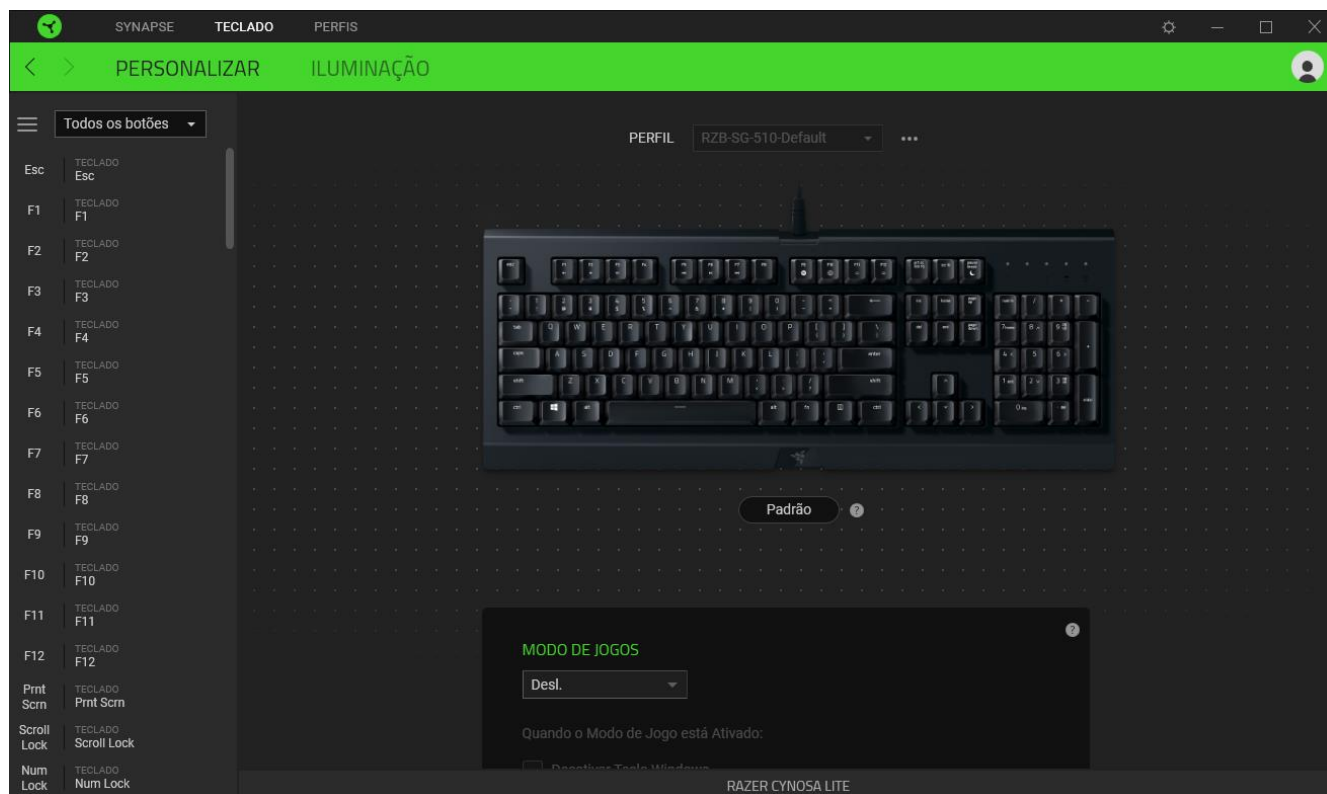 SYNAPSE TECLADO PERFIS
PERSONALIZAR ILUMINAÇÃO
Todos os botões
PERFIL RZB-SG-510-Default
Esc TECLADO
Esc
F1 TECLADO
F1
F2 TECLADO
F2
F3 TECLADO
F3
F4 TECLADO
F4
F5 TECLADO
F5
F6 TECLADO
F6
F7 TECLADO
F7
F8 TECLADO
F8
F9 TECLADO
F9
F10 TECLADO
F10
F11 TECLADO
F11
F12 TECLADO
F12
Prnt Scrn TECLADO
Prnt Scrn
Scroll Lock TECLADO
Scroll Lock
Num Lock TECLADO
Num Lock
Q W E R T Y U I O P
A S D F G H J K L
Z X C V B N M
Padrão
MODO DE JOGOS
Desl.
Quando o Modo de Jogo está Ativado:
RAZER CYNOSA LITE